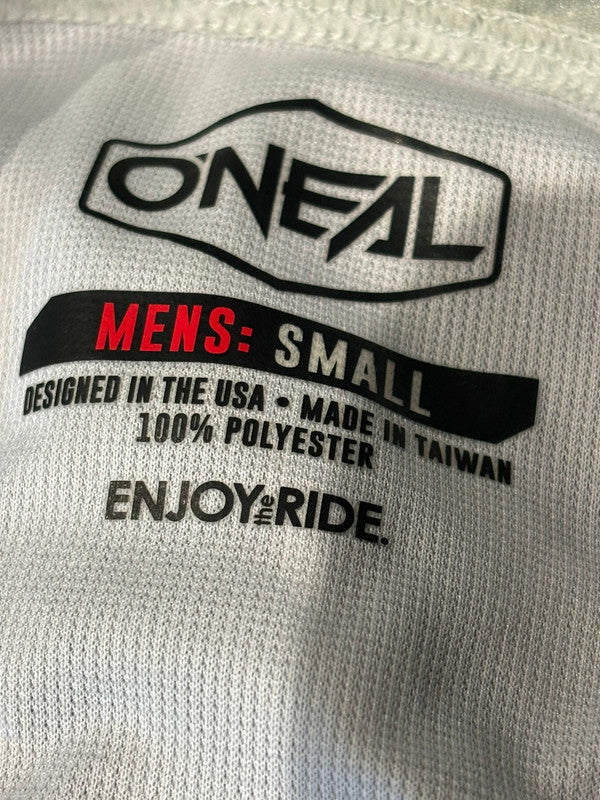 O'NEAL
MENS: SMALL
DESIGNED IN THE USA • MADE IN TAIWAN
100% POLYESTER
ENJOY the RIDE.